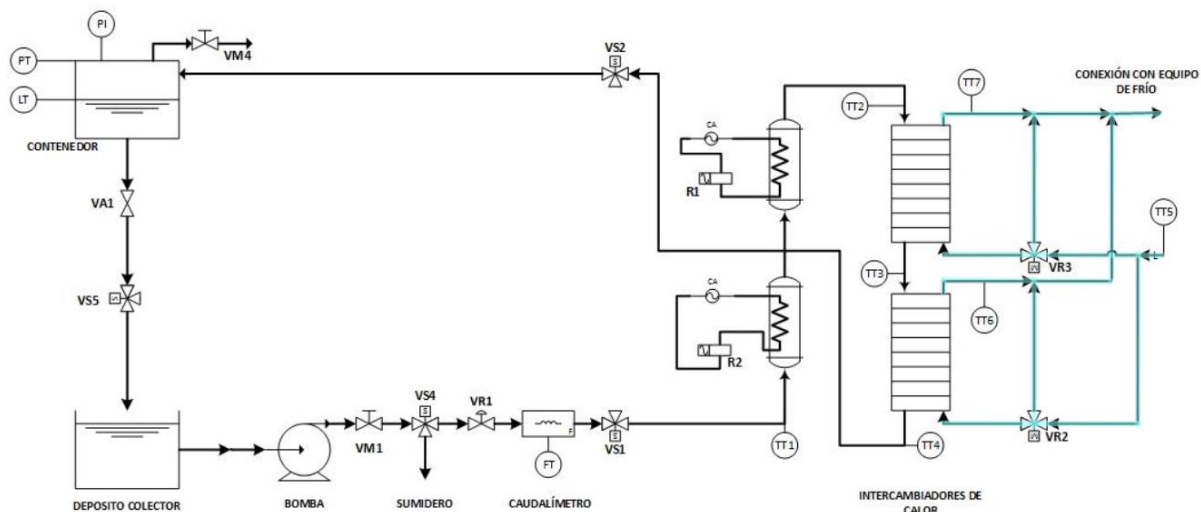 PI
PT
VM4
LT
CONTENEDOR
VA1
VS5
DEPOSITO COLECTOR
BOMBA
VM1
VS4
S
SUMIDERO
VR1
F
FT
CAUDALÍMETRO
VS1
S
VS2
S
CA
R1
CA
R2
TT1
TT2
TT3
TT4
TT7
CONEXIÓN CON EQUIPO
DE FRÍO
TT5
VR3
M
TT6
VR2
M
INTERCAMBIADORES DE
CALOR